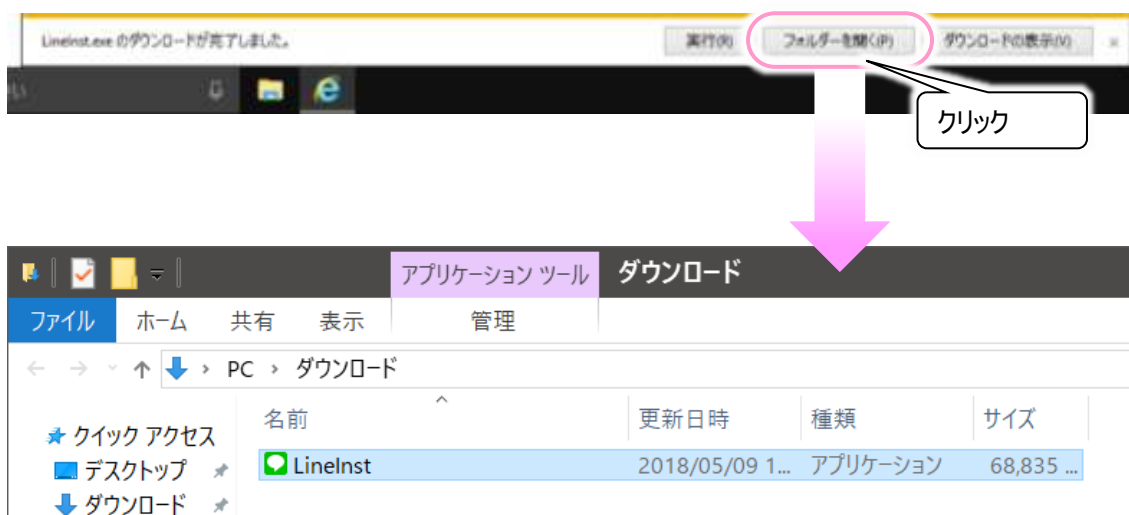 LineInst.exe のダウンロードが完了しました。
実行(R) フォルダーを開く(P) ダウンロードの表示(V) ×
クリック
アプリケーション ツール ダウンロード
ファイル ホーム 共有 表示 管理
PC › ダウンロード
名前 更新日時 種類 サイズ
クイック アクセス
LineInst 2018/05/09 1... アプリケーション 68,835 ...
デスクトップ
ダウンロード